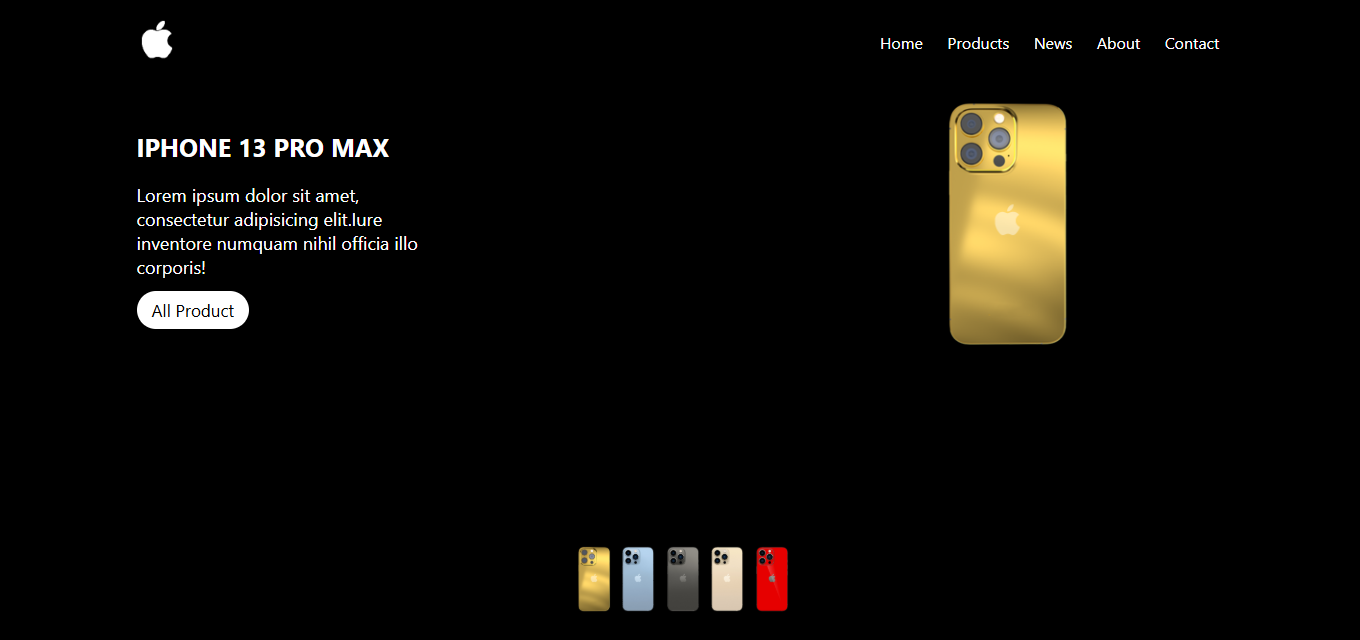 Home Products News About Contact
IPHONE 13 PRO MAX
Lorem ipsum dolor sit amet,
consectetur adipisicing elit.Iure
inventore numquam nihil officia illo
corporis!
All Product